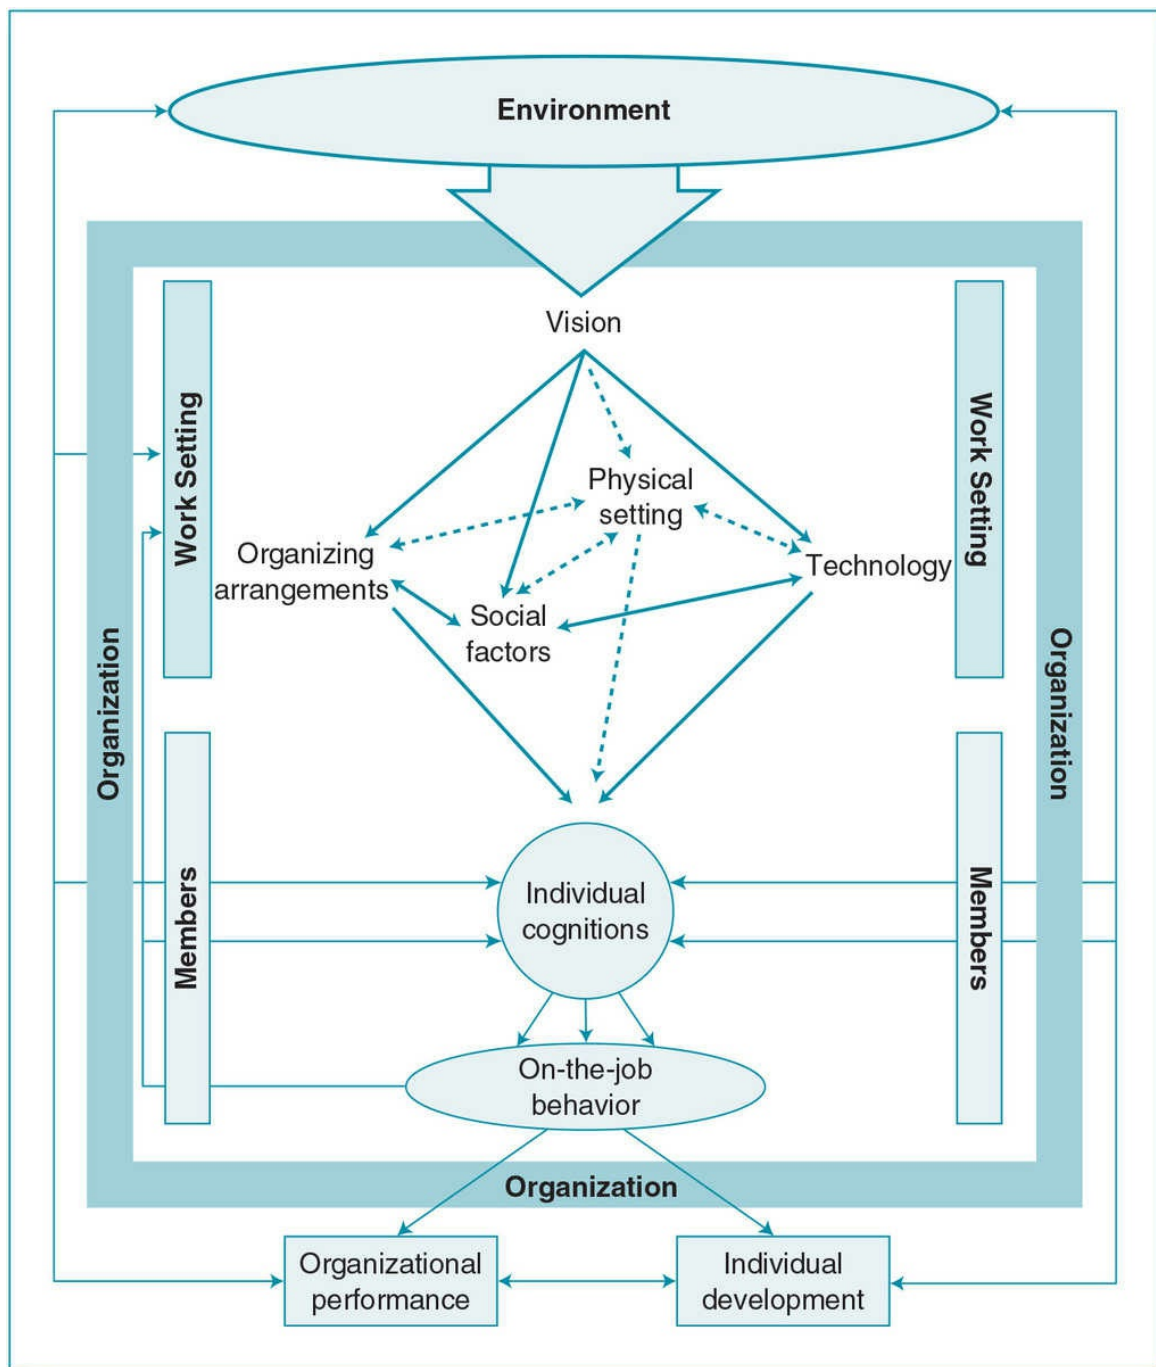 Environment
Vision
Work Setting
Work Setting
Physical
setting
Organizing
arrangements
Technology
Social
factors
Organization
Organization
Members
Members
Individual
cognitions
On-the-job
behavior
Organization
Organizational
performance
Individual
development